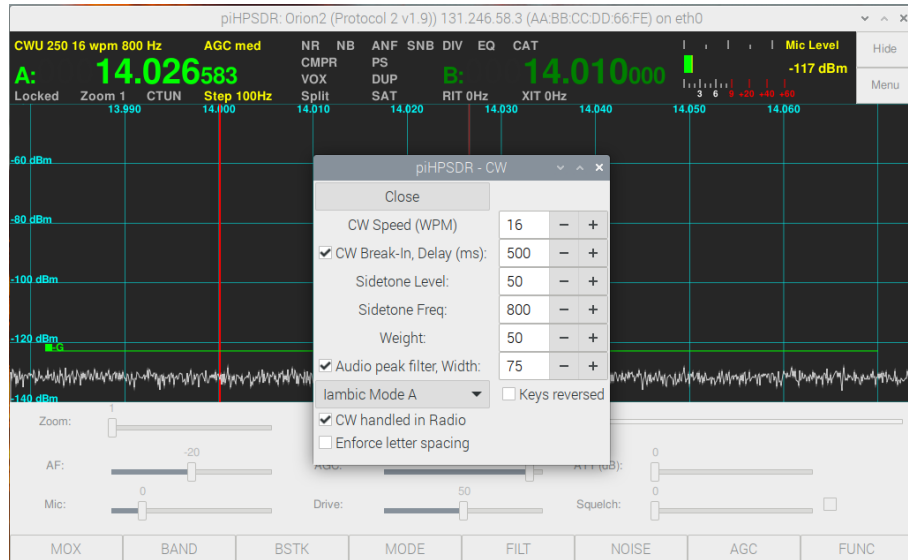 piHPSDR: Orion2 (Protocol 2 v1.9)) 131.246.58.3 (AA:BB:CC:DD:66:FE) on eth0
CWU 250 16 wpm 800 Hz AGC med NR NB ANF SNB DIV EQ CAT Mic Level Hide
CMPR PS
A: 14.026583 VOX DUP B: 14.010000 -117 dBm
Locked Zoom 1 CTUN Step 100Hz Split SAT RIT 0Hz XIT 0Hz 3 6 9 +20 +40 +60 Menu
13.990 14.000 14.010 14.020 14.030 14.040 14.050 14.060
-60 dBm
piHPSDR - CW
Close
CW Speed (WPM) 16 − +
-80 dBm
CW Break-In, Delay (ms): 500 − +
-100 dBm
Sidetone Level: 50 − +
Sidetone Freq: 800 − +
-120 dBm
Weight: 50 − +
-G
Audio peak filter, Width: 75 − +
-140 dBm
Iambic Mode A Keys reversed
Zoom: 1
CW handled in Radio
Enforce letter spacing
AF: -20 AGC: ATT (dB): 0
Mic: 0 Drive: 50 Squelch: 0
MOX BAND BSTK MODE FILT NOISE AGC FUNC